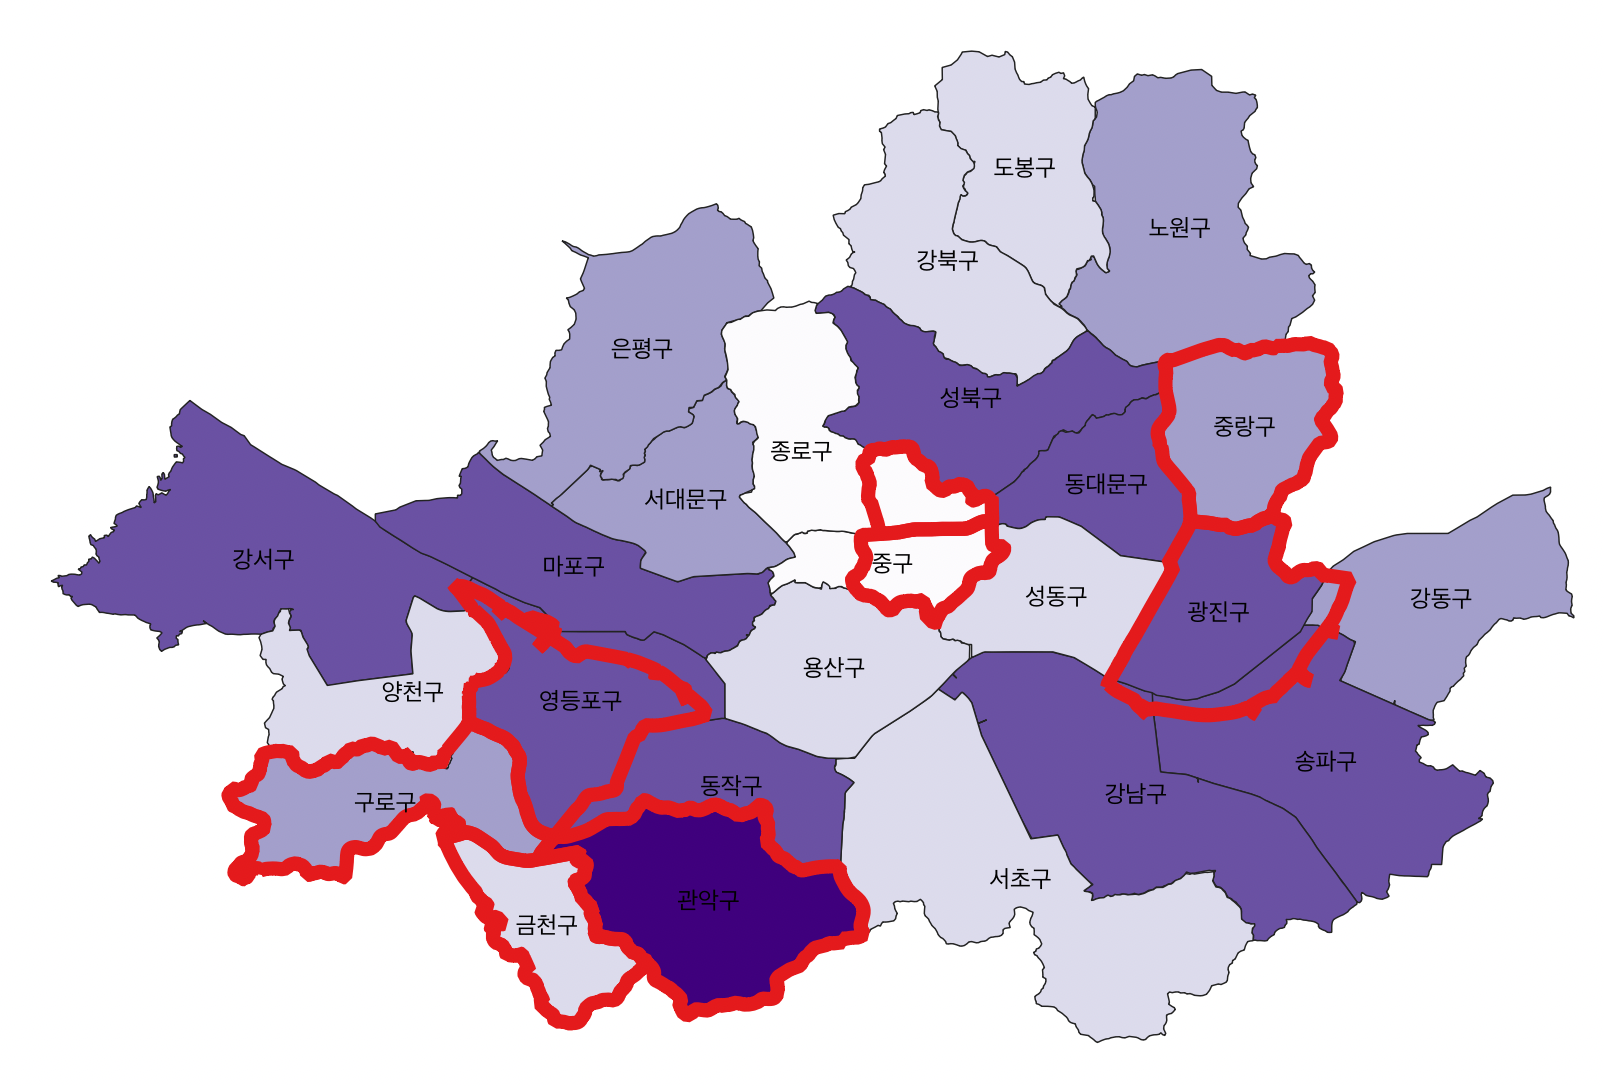 도봉구
노원구
강북구
은평구
성북구
중랑구
종로구
동대문구
서대문구
강서구
마포구
중구
성동구
강동구
광진구
용산구
양천구
영등포구
송파구
동작구
강남구
구로구
서초구
관악구
금천구